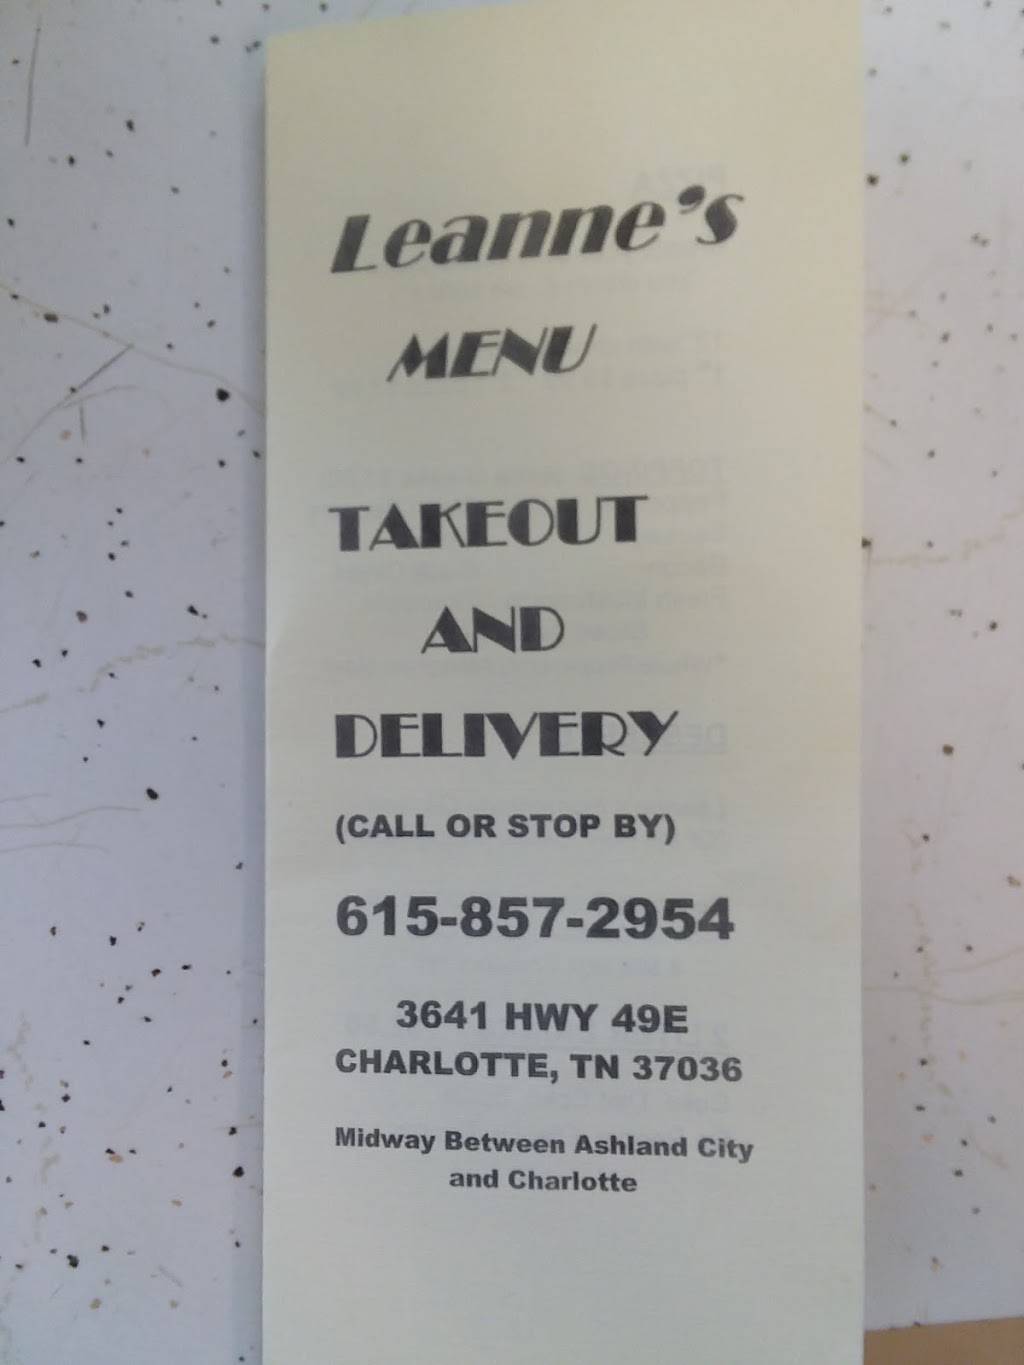 Leanne's
MENU
TAKEOUT
AND
DELIVERY
(CALL OR STOP BY)
615-857-2954
3641 HWY 49E
CHARLOTTE, TN 37036
Midway Between Ashland City
and Charlotte